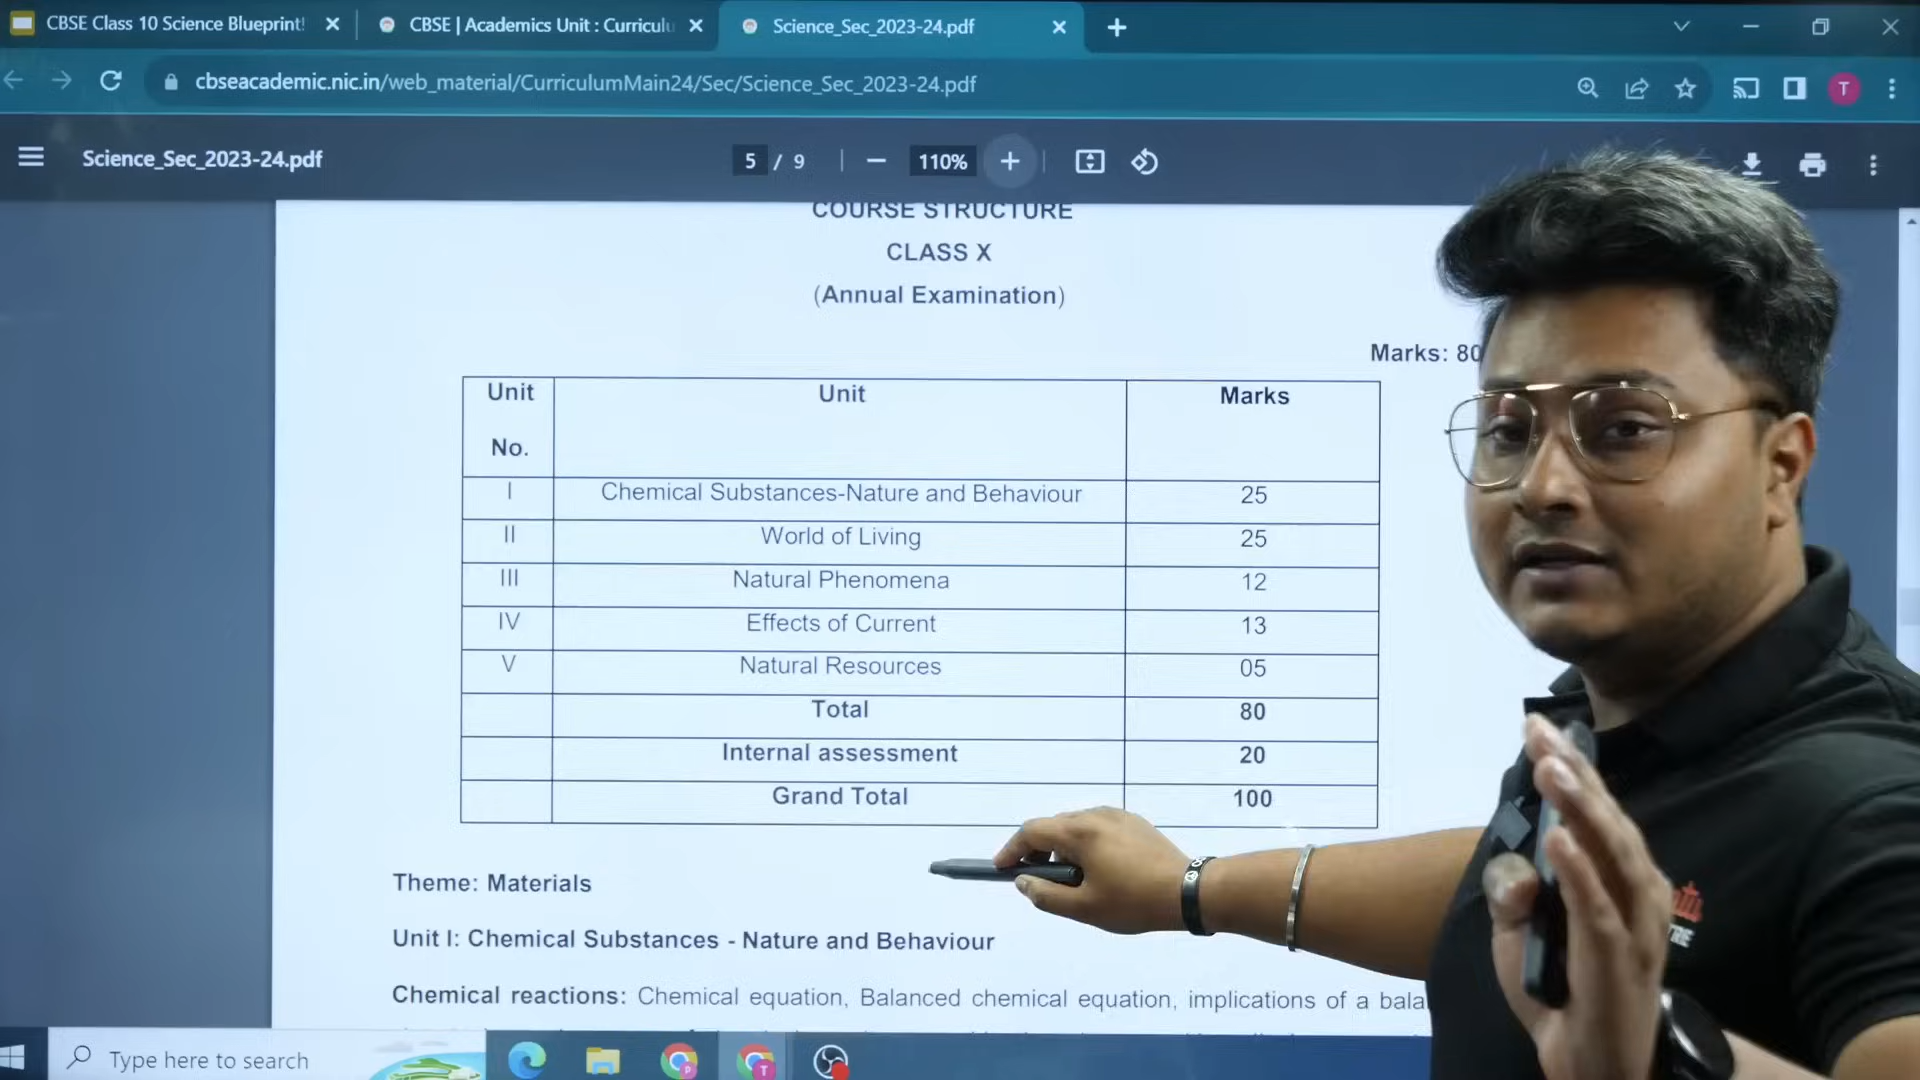 CBSE Class 10 Science Blueprint!
CBSE | Academics Unit : Curricul
Science_Sec_2023-24.pdf
cbseacademic.nic.in/web_material/CurriculumMain24/Sec/Science_Sec_2023-24.pdf
T
Science_Sec_2023-24.pdf
5 / 9
110%
COURSE STRUCTURE
CLASS X
(Annual Examination)
Marks: 80
Unit No. Unit Marks
I Chemical Substances-Nature and Behaviour 25
II World of Living 25
III Natural Phenomena 12
IV Effects of Current 13
V Natural Resources 05
Total 80
Internal assessment 20
Grand Total 100
Theme: Materials
Unit I: Chemical Substances - Nature and Behaviour
Chemical reactions: Chemical equation, Balanced chemical equation, implications of a bala
Type here to search
P
T